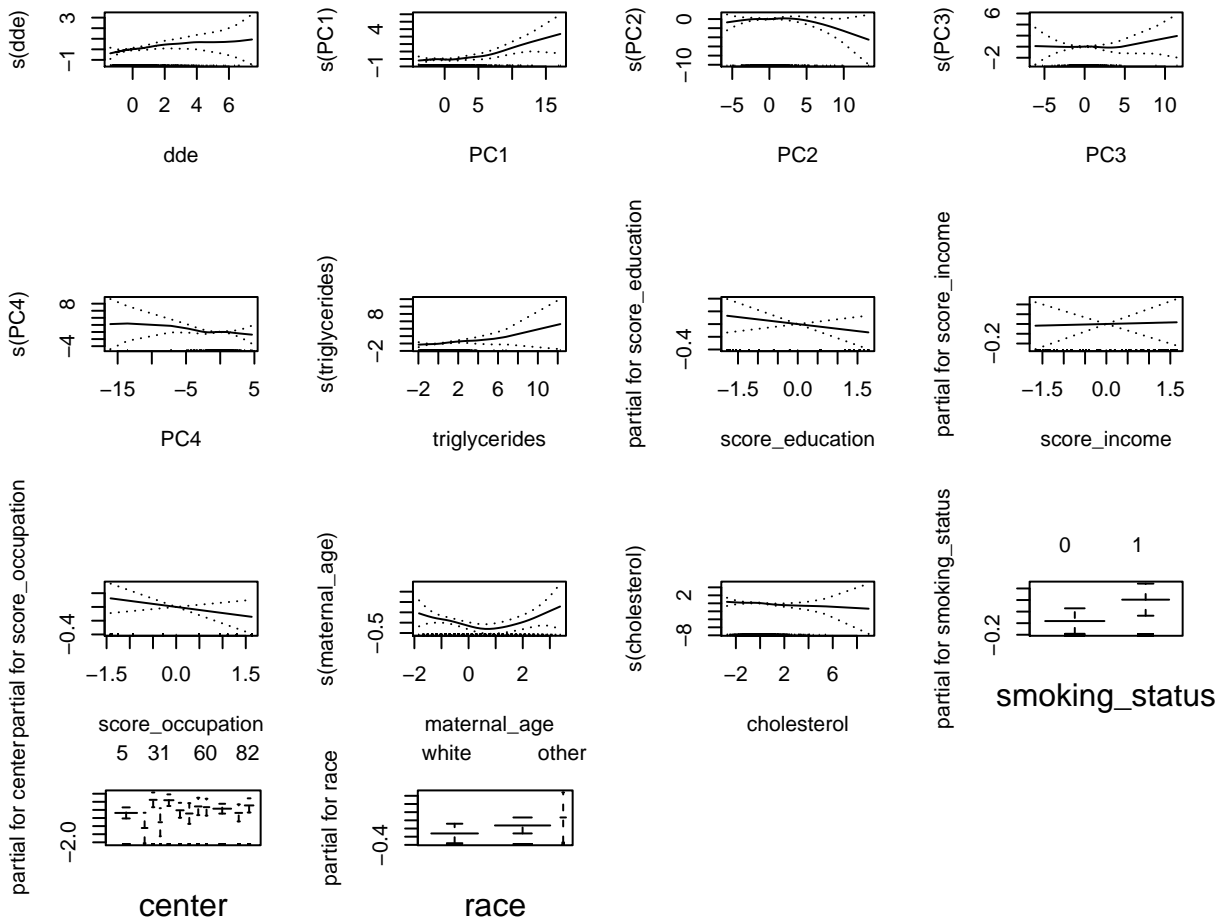 s(dde)
−1 3
0 2 4 6
dde
s(PC1)
−1 4
0 5 15
PC1
s(PC2)
−10 0
−5 0 5 10
PC2
s(PC3)
−2 6
−5 0 5 10
PC3
s(PC4)
−4 8
−15 −5 5
PC4
s(triglycerides)
−2 8
−2 2 6 10
triglycerides
partial for score_education
−0.4
−1.5 0.0 1.5
score_education
partial for score_income
−0.2
−1.5 0.0 1.5
score_income
partial for score_occupation
−0.4
−1.5 0.0 1.5
score_occupation
s(maternal_age)
−0.5
−2 0 2
maternal_age
s(cholesterol)
−8 2
−2 2 6
cholesterol
partial for smoking_status
−0.2
0 1
smoking_status
partial for center
−2.0
5 31 60 82
center
partial for race
−0.4
white other
race